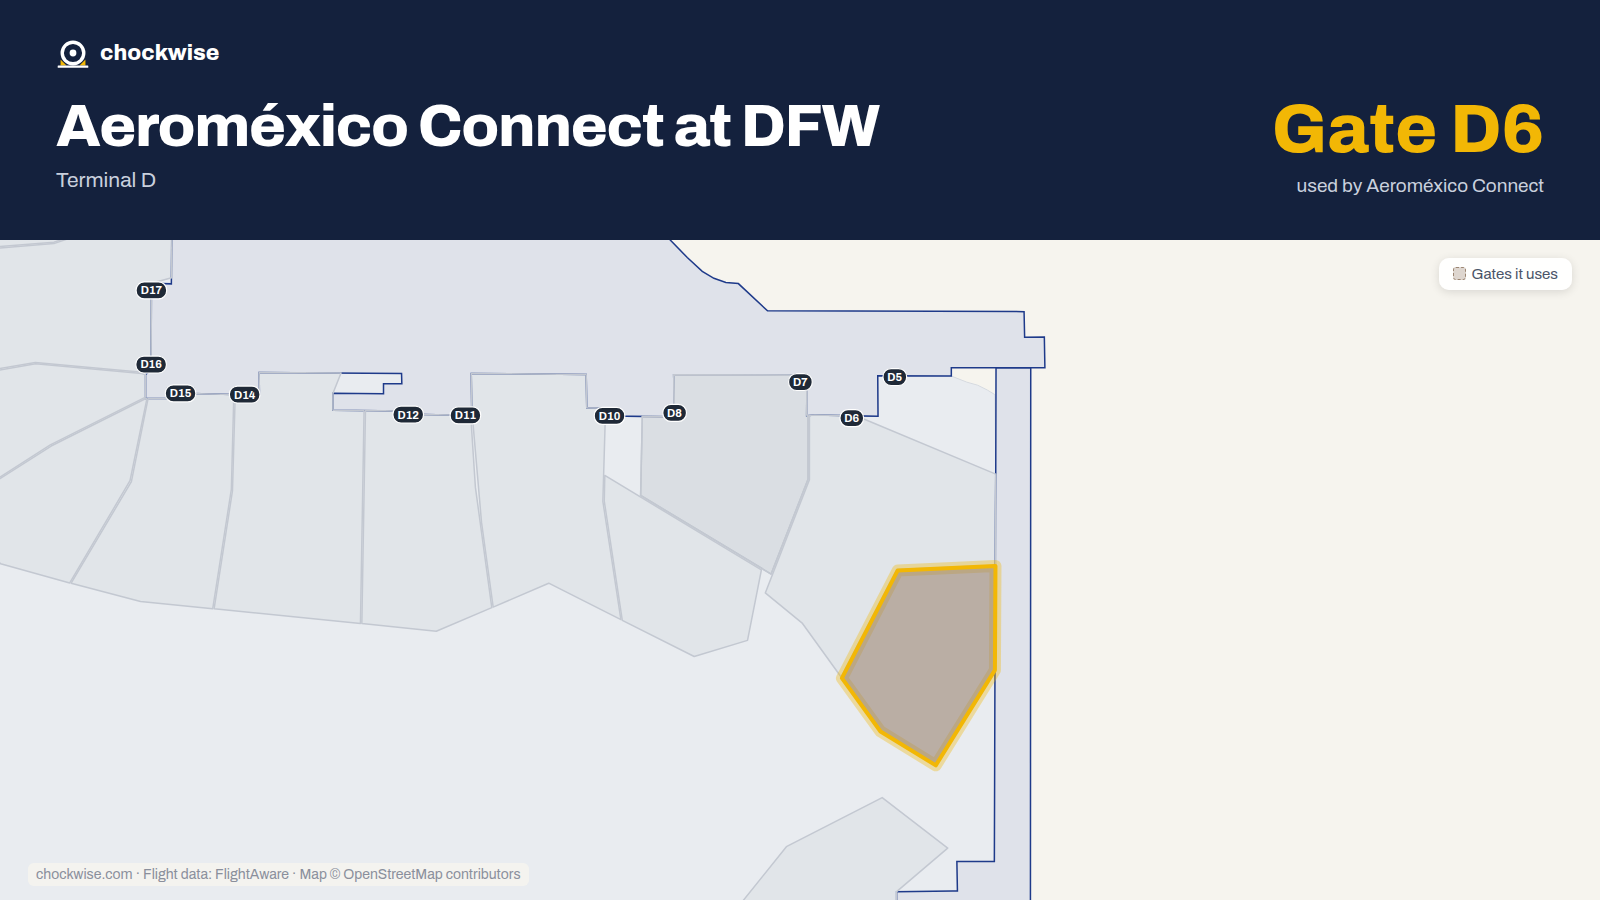 chockwise
Aeroméxico Connect at DFW
Terminal D
Gate D6
used by Aeroméxico Connect
Gates it uses
D17
D16
D15
D14
D12
D11
D10
D8
D7
D6
D5
chockwise.com · Flight data: FlightAware · Map © OpenStreetMap contributors